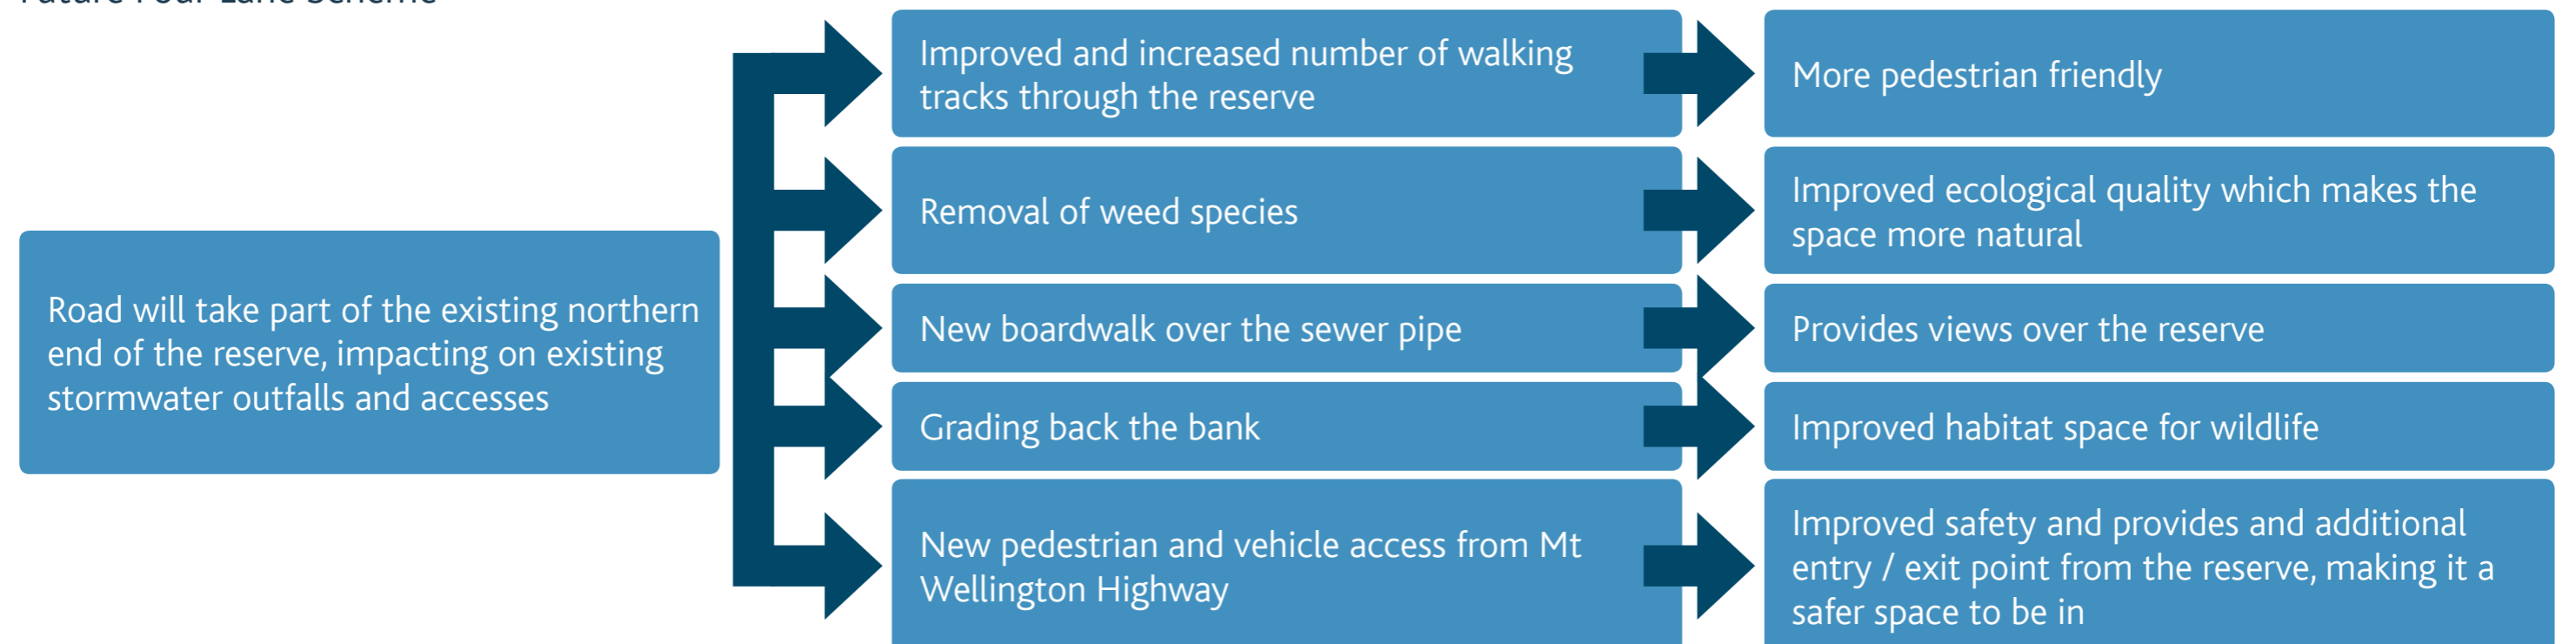 Future Four Lane Scheme
Road will take part of the existing northern
end of the reserve, impacting on existing
stormwater outfalls and accesses
Improved and increased number of walking
tracks through the reserve
More pedestrian friendly
Removal of weed species
Improved ecological quality which makes the
space more natural
New boardwalk over the sewer pipe
Provides views over the reserve
Grading back the bank
Improved habitat space for wildlife
New pedestrian and vehicle access from Mt
Wellington Highway
Improved safety and provides and additional
entry / exit point from the reserve, making it a
safer space to be in